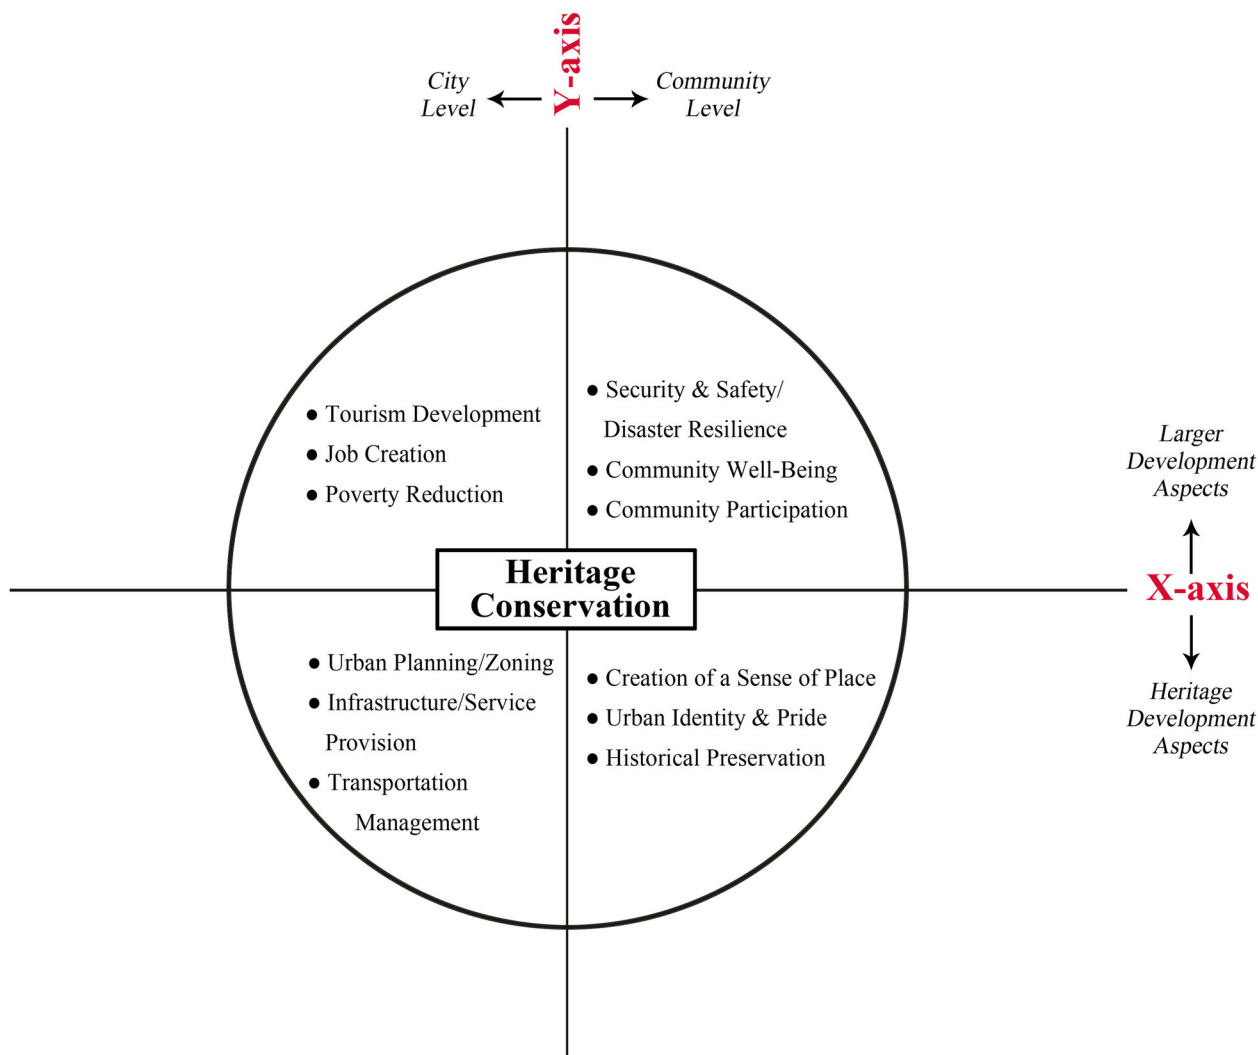 Y-axis
City
Level
Community
Level
● Tourism Development
● Job Creation
● Poverty Reduction
● Security & Safety/
Disaster Resilience
● Community Well-Being
● Community Participation
Larger
Development
Aspects
X-axis
Heritage
Development
Aspects
Heritage
Conservation
● Urban Planning/Zoning
● Infrastructure/Service
Provision
● Transportation
Management
● Creation of a Sense of Place
● Urban Identity & Pride
● Historical Preservation